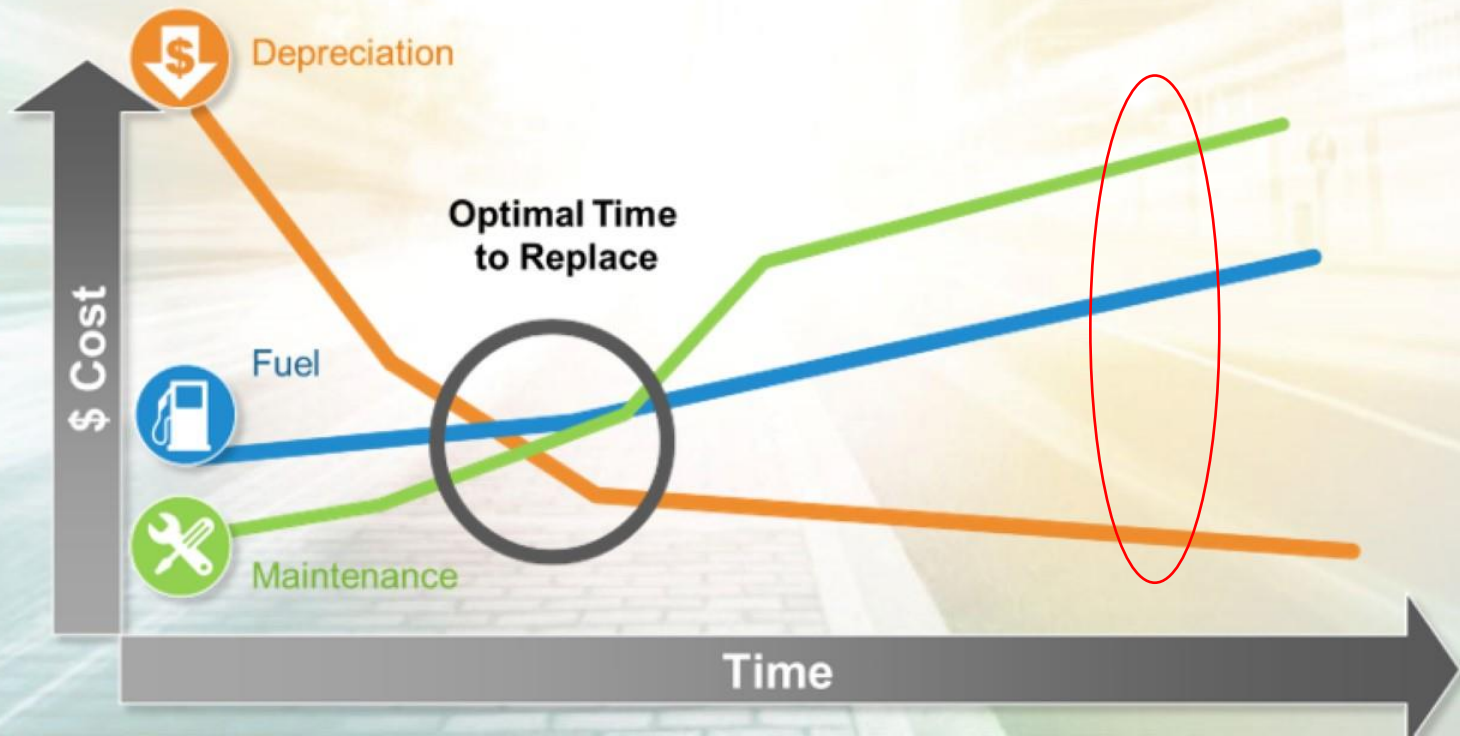 Depreciation
Optimal Time
to Replace
$ Cost
Fuel
Maintenance
Time